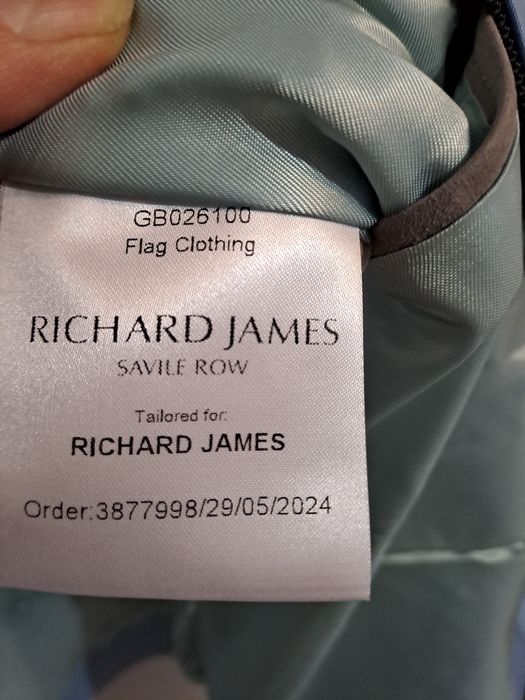 GB026100
Flag Clothing
RICHARD JAMES
SAVILE ROW
Tailored for:
RICHARD JAMES
Order:3877998/29/05/2024